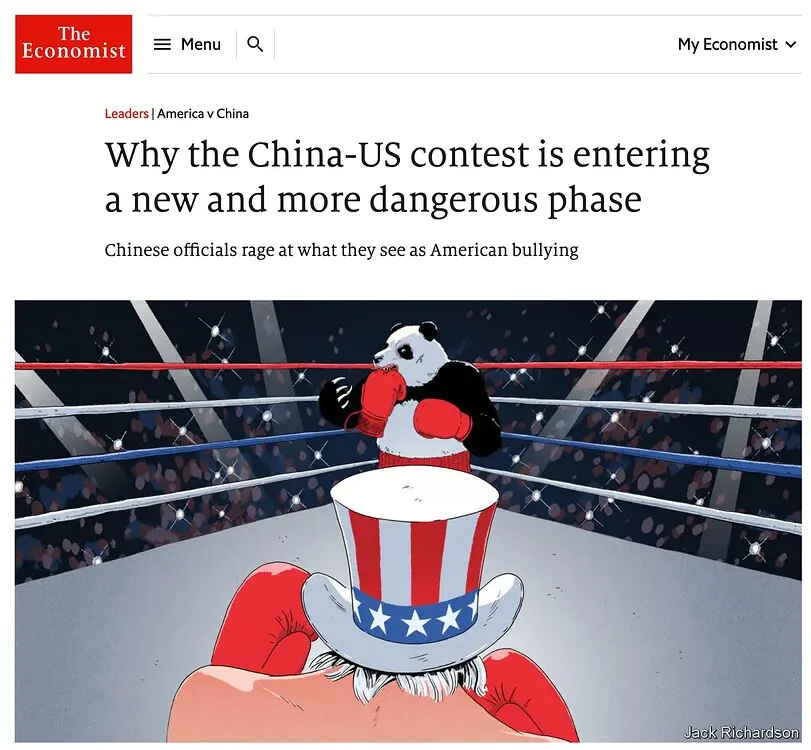 The
Economist
Menu
My Economist
Leaders | America v China
Why the China-US contest is entering
a new and more dangerous phase
Chinese officials rage at what they see as American bullying
Jack Richardson